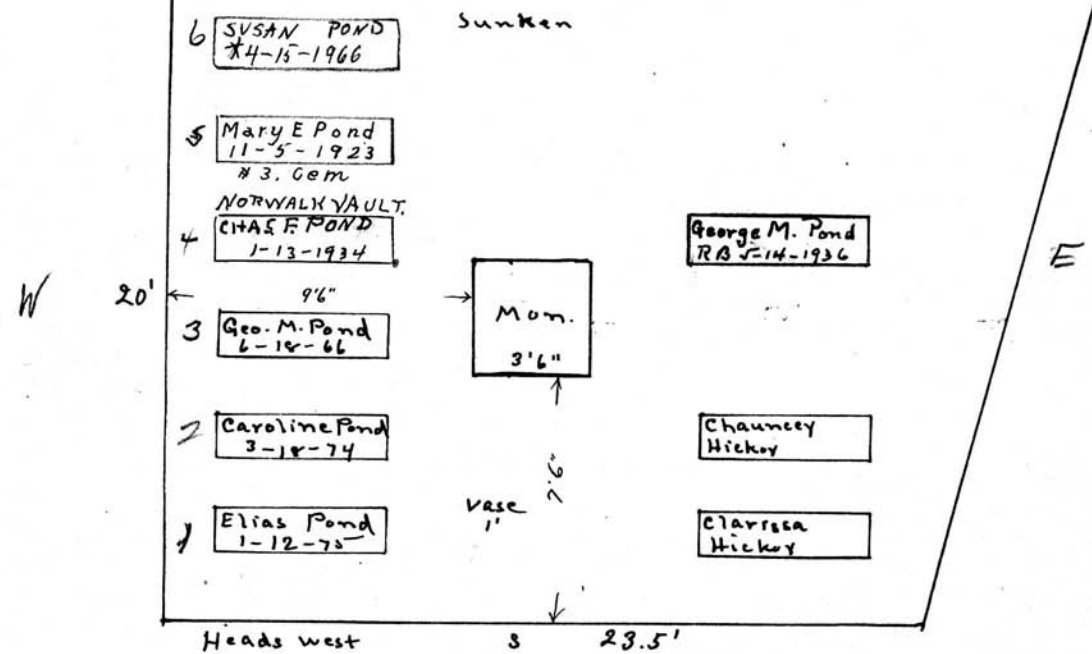 6 SUSAN POND
*4-15-1966
Sunken
5 Mary E Pond
11-5-1923
# 3. Cem
NORWALK VAULT.
4 CHAS F. POND
1-13-1934
George M. Pond
RB 5-14-1936
E
W 20'
9'6"
Mon.
3'6"
3 Geo. M. Pond
6-18-66
2 Caroline Pond
3-18-74
Chauncey
Hickox
7'6"
vase
1'
1 Elias Pond
1-12-75
Clarissa
Hickox
Heads west S 23.5'